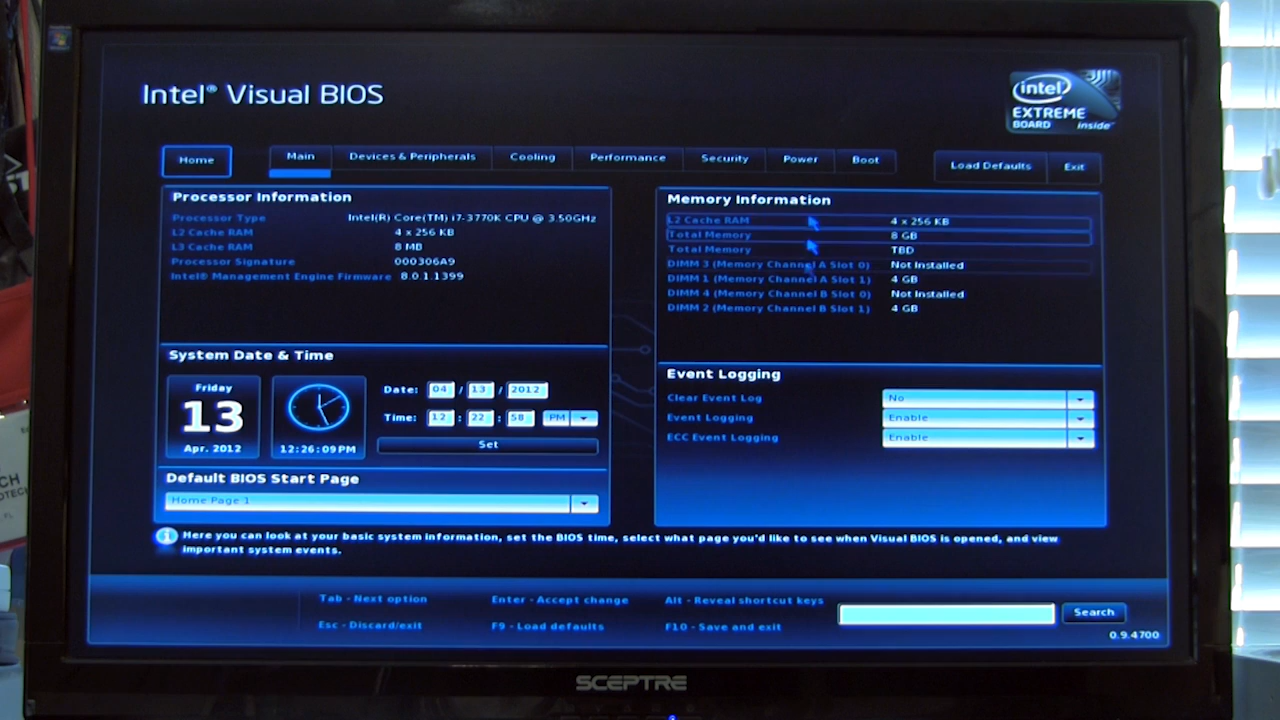 Intel® Visual BIOS
intel
EXTREME
BOARD inside™
Home
Main
Devices & Peripherals
Cooling
Performance
Security
Power
Boot
Load Defaults
Exit
Processor Information
Processor Type Intel(R) Core(TM) i7-3770K CPU @ 3.50GHz
L2 Cache RAM 4 x 256 KB
L3 Cache RAM 8 MB
Processor Signature 000306A9
Intel® Management Engine Firmware 8.0.1.1399
Memory Information
L2 Cache RAM 4 x 256 KB
Total Memory 8 GB
Total Memory TBD
DIMM 3 (Memory Channel A Slot 0) Not Installed
DIMM 1 (Memory Channel A Slot 1) 4 GB
DIMM 4 (Memory Channel B Slot 0) Not Installed
DIMM 2 (Memory Channel B Slot 1) 4 GB
System Date & Time
Friday
13
Apr. 2012
12:26:09 PM
Date: 04 / 13 / 2012
Time: 12 : 22 : 58 PM
Set
Default BIOS Start Page
Home Page 1
Event Logging
Clear Event Log No
Event Logging Enable
ECC Event Logging Enable
Here you can look at your basic system information, set the BIOS time, select what page you'd like to see when Visual BIOS is opened, and view
important system events.
Tab - Next option
Enter - Accept change
Alt - Reveal shortcut keys
Esc - Discard/exit
F9 - Load defaults
F10 - Save and exit
Search
0.9.4700
SCEPTRE